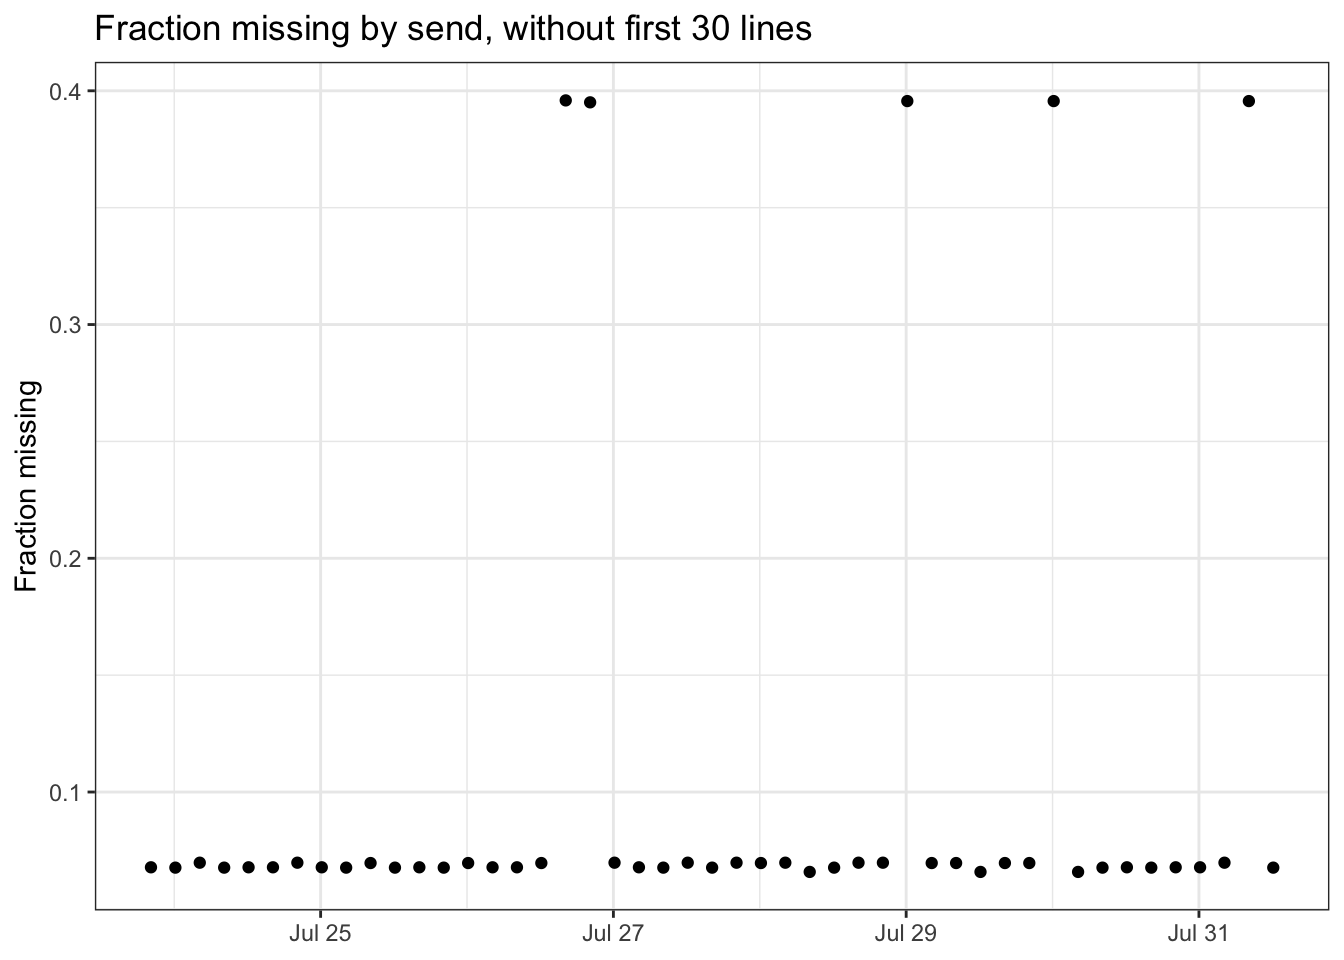 Fraction missing by send, without first 30 lines
Fraction missing
0.4
0.3
0.2
0.1
Jul 25
Jul 27
Jul 29
Jul 31